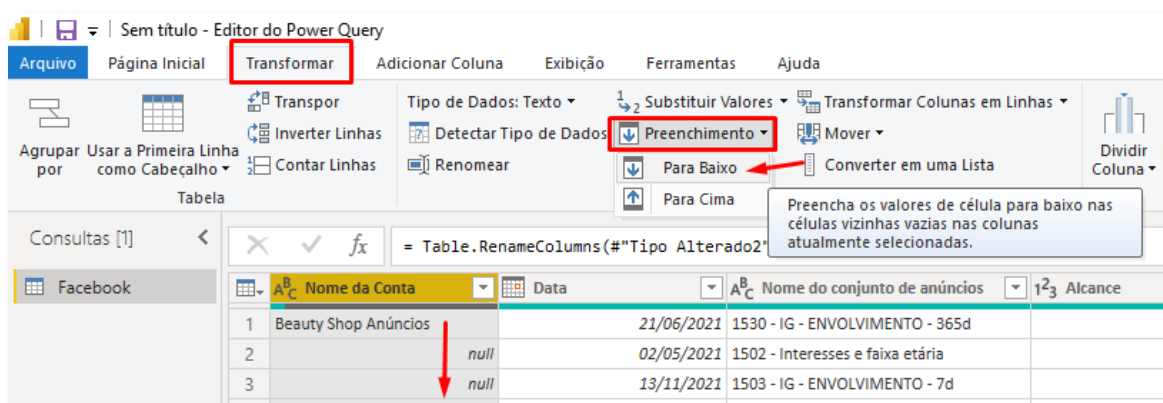 Sem título - Editor do Power Query
Arquivo Página Inicial Transformar Adicionar Coluna Exibição Ferramentas Ajuda
Agrupar por
Usar a Primeira Linha como Cabeçalho
Transpor
Inverter Linhas
Contar Linhas
Tabela
Tipo de Dados: Texto
Detectar Tipo de Dados
Renomear
1 2 Substituir Valores
Preenchimento
Para Baixo
Para Cima
Transformar Colunas em Linhas
Mover
Converter em uma Lista
Dividir Coluna
Preencha os valores de célula para baixo nas
células vizinhas vazias nas colunas
atualmente selecionadas.
Consultas [1]
Facebook
fx = Table.RenameColumns(#"Tipo Alterado2"
ABC Nome da Conta Data ABC Nome do conjunto de anúncios 123 Alcance
1 Beauty Shop Anúncios 21/06/2021 1530 - IG - ENVOLVIMENTO - 365d
2 null 02/05/2021 1502 - Interesses e faixa etária
3 null 13/11/2021 1503 - IG - ENVOLVIMENTO - 7d